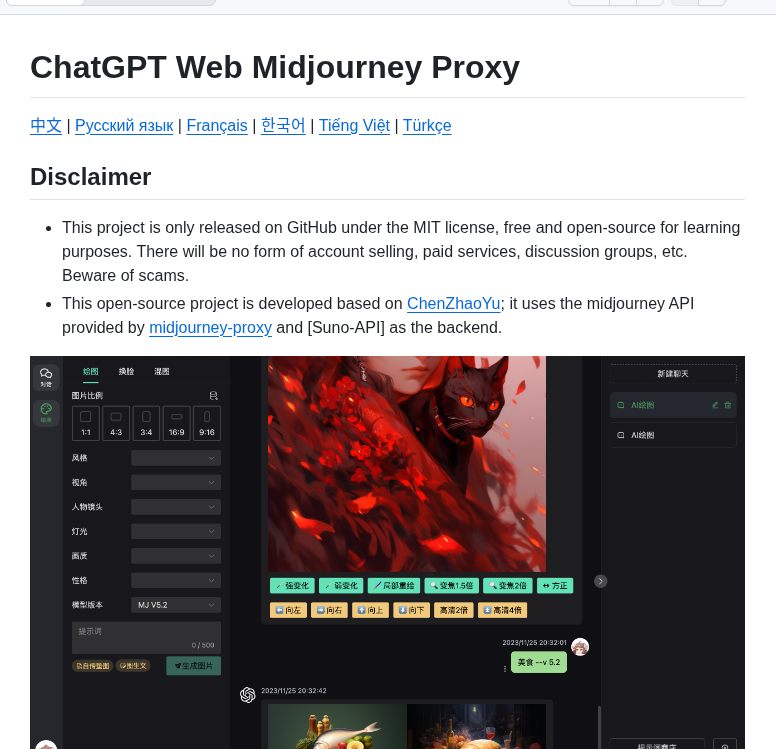 ChatGPT Web Midjourney Proxy
中文 | Русский язык | Français | 한국어 | Tiếng Việt | Türkçe
Disclaimer
This project is only released on GitHub under the MIT license, free and open-source for learning
purposes. There will be no form of account selling, paid services, discussion groups, etc.
Beware of scams.
This open-source project is developed based on ChenZhaoYu; it uses the midjourney API
provided by midjourney-proxy and [Suno-API] as the backend.
对话
绘画
绘图 换脸 混图
图片比例
1:1 4:3 3:4 16:9 9:16
风格
视角
人物镜头
灯光
画质
性格
模型版本 MJ V5.2
提示词
0 / 500
自传垫图 图生文 生成图片
强变化 弱变化 局部重绘 变焦1.5倍 变焦2倍 方正
向左 向右 向上 向下 高清2倍 高清4倍
2023/11/25 20:32:01
美食 --v 5.2
2023/11/25 20:32:42
新建聊天
AI绘图
AI绘图
提示词商店